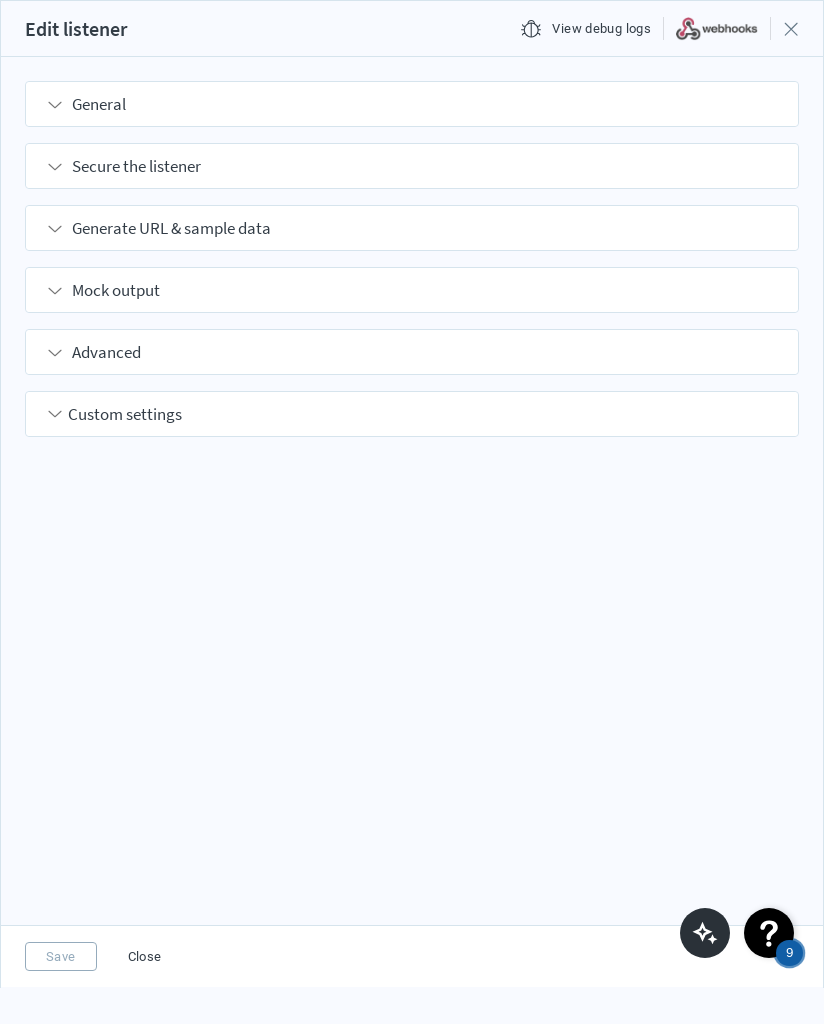 Edit listener
View debug logs
webhooks
General
Secure the listener
Generate URL & sample data
Mock output
Advanced
Custom settings
Save
Close
?
9